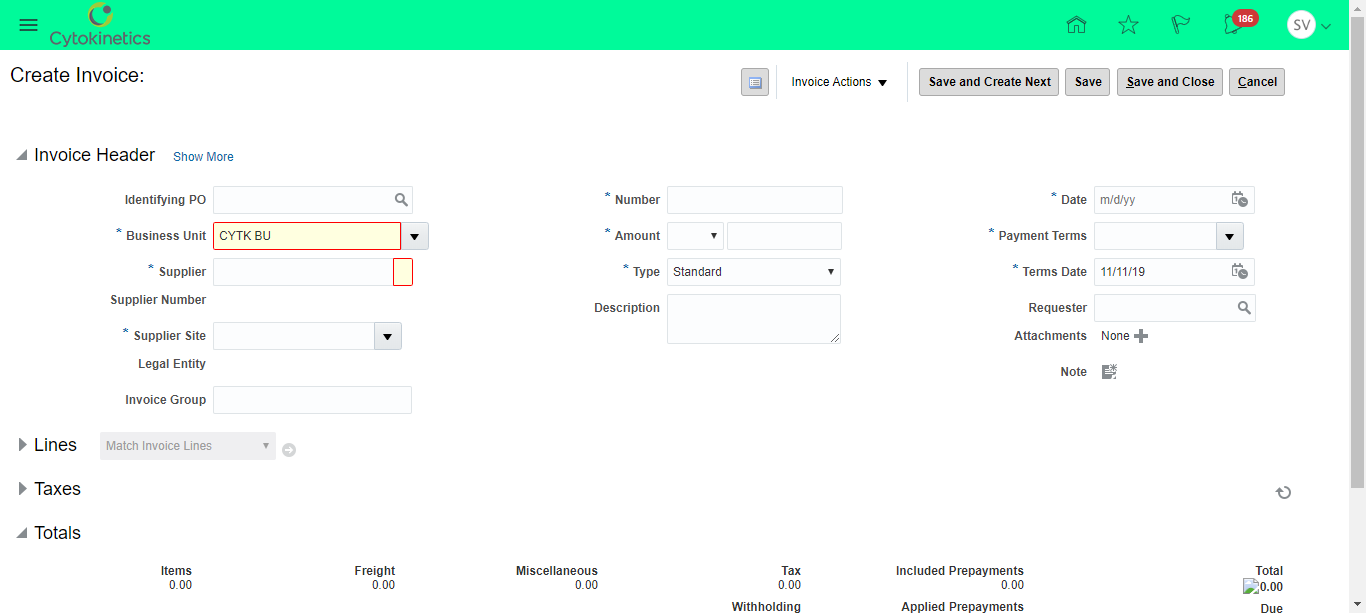 186
SV
Cytokinetics
Create Invoice:
Invoice Actions
Save and Create Next
Save
Save and Close
Cancel
Invoice Header
Show More
Identifying PO
* Business Unit CYTK BU
* Supplier
Supplier Number
* Supplier Site
Legal Entity
Invoice Group
* Number
* Amount
* Type Standard
Description
* Date m/d/yy
* Payment Terms
* Terms Date 11/11/19
Requester
Attachments None
Note
Lines
Match Invoice Lines
Taxes
Totals
Items Freight Miscellaneous Tax Included Prepayments Total
0.00 0.00 0.00 0.00 0.00 0.00
Withholding Applied Prepayments Due